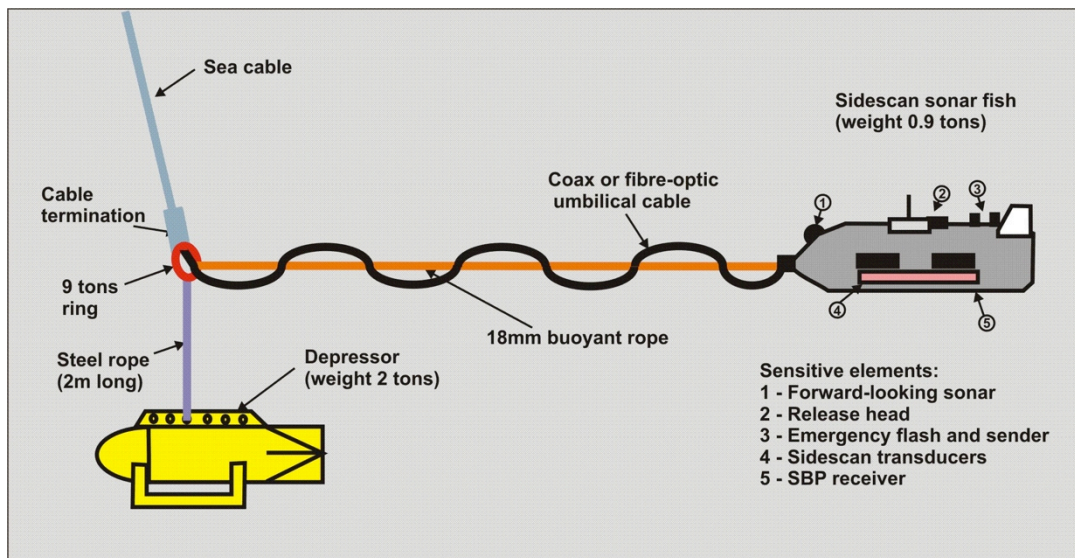 Sea cable
Sidescan sonar fish
(weight 0.9 tons)
Cable
termination
Coax or fibre-optic
umbilical cable
1
2
3
9 tons
ring
18mm buoyant rope
4
5
Steel rope
(2m long)
Depressor
(weight 2 tons)
Sensitive elements:
1 - Forward-looking sonar
2 - Release head
3 - Emergency flash and sender
4 - Sidescan transducers
5 - SBP receiver